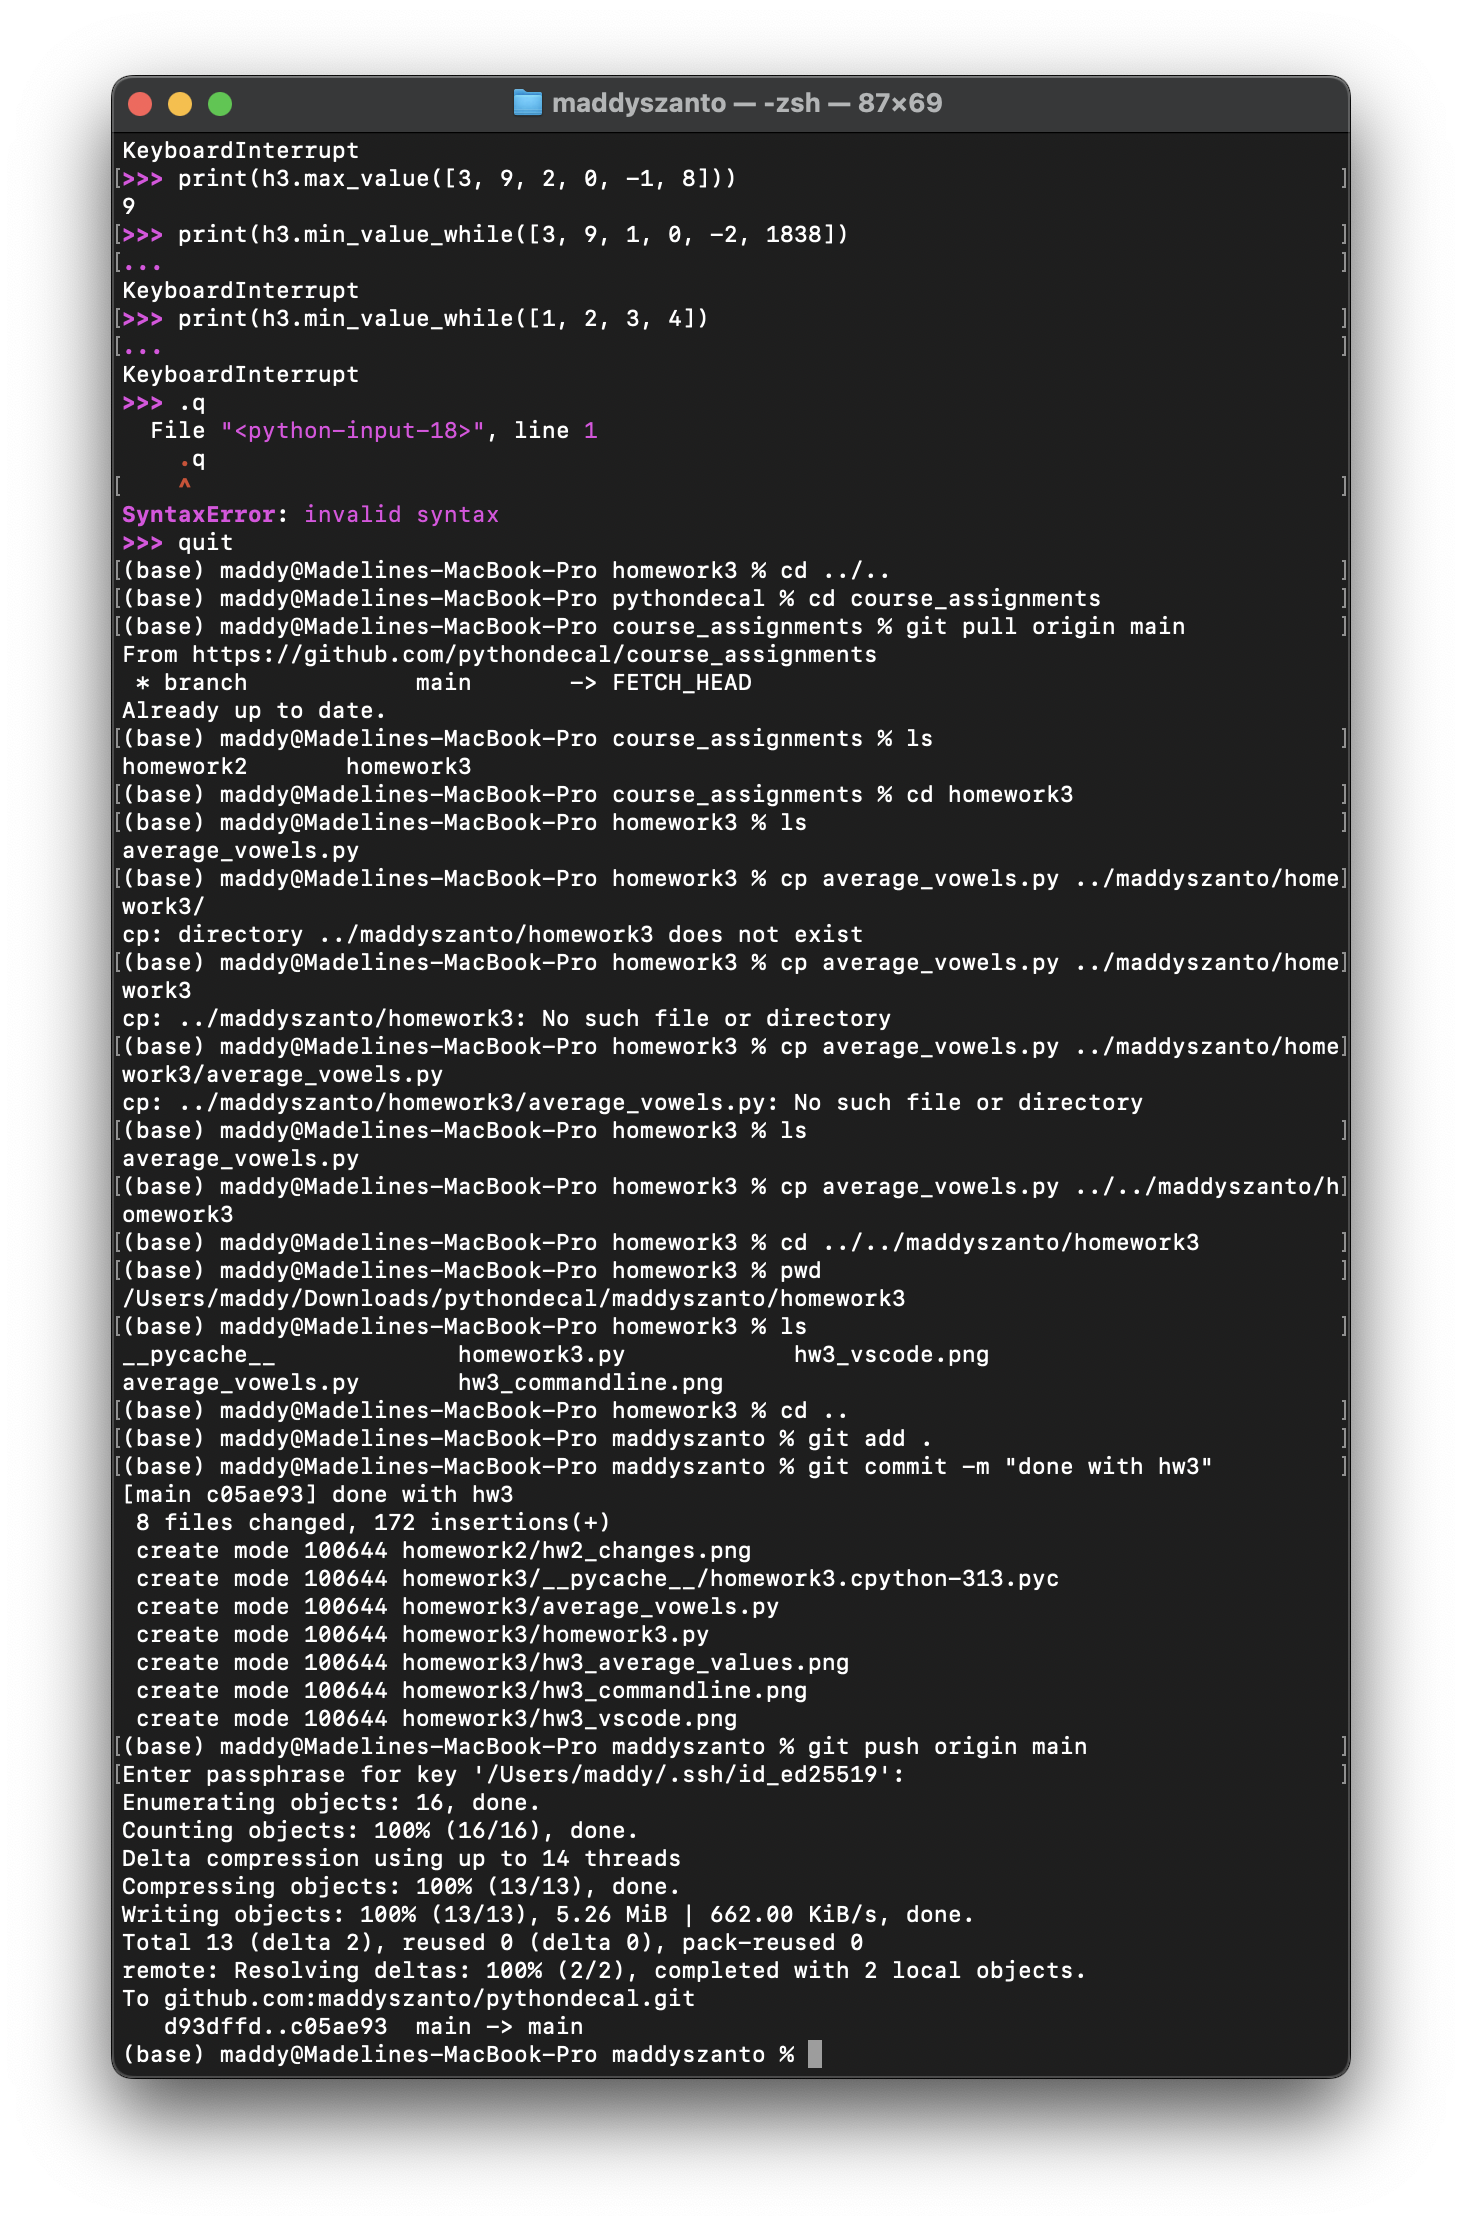 maddyszanto — -zsh — 87×69
KeyboardInterrupt
[>>> print(h3.max_value([3, 9, 2, 0, -1, 8])) ]
9
[>>> print(h3.min_value_while([3, 9, 1, 0, -2, 1838]) ]
[... ]
KeyboardInterrupt
[>>> print(h3.min_value_while([1, 2, 3, 4]) ]
[... ]
KeyboardInterrupt
>>> .q
  File "<python-input-18>", line 1
    .q
[    ^ ]
SyntaxError: invalid syntax
>>> quit
[(base) maddy@Madelines-MacBook-Pro homework3 % cd ../.. ]
[(base) maddy@Madelines-MacBook-Pro pythondecal % cd course_assignments ]
[(base) maddy@Madelines-MacBook-Pro course_assignments % git pull origin main ]
From https://github.com/pythondecal/course_assignments
 * branch            main       -> FETCH_HEAD
Already up to date.
[(base) maddy@Madelines-MacBook-Pro course_assignments % ls ]
homework2       homework3
[(base) maddy@Madelines-MacBook-Pro course_assignments % cd homework3 ]
[(base) maddy@Madelines-MacBook-Pro homework3 % ls ]
average_vowels.py
[(base) maddy@Madelines-MacBook-Pro homework3 % cp average_vowels.py ../maddyszanto/home]
work3/
cp: directory ../maddyszanto/homework3 does not exist
[(base) maddy@Madelines-MacBook-Pro homework3 % cp average_vowels.py ../maddyszanto/home]
work3
cp: ../maddyszanto/homework3: No such file or directory
[(base) maddy@Madelines-MacBook-Pro homework3 % cp average_vowels.py ../maddyszanto/home]
work3/average_vowels.py
cp: ../maddyszanto/homework3/average_vowels.py: No such file or directory
[(base) maddy@Madelines-MacBook-Pro homework3 % ls ]
average_vowels.py
[(base) maddy@Madelines-MacBook-Pro homework3 % cp average_vowels.py ../../maddyszanto/h]
omework3
[(base) maddy@Madelines-MacBook-Pro homework3 % cd ../../maddyszanto/homework3 ]
[(base) maddy@Madelines-MacBook-Pro homework3 % pwd ]
/Users/maddy/Downloads/pythondecal/maddyszanto/homework3
[(base) maddy@Madelines-MacBook-Pro homework3 % ls ]
__pycache__             homework3.py            hw3_vscode.png
average_vowels.py       hw3_commandline.png
[(base) maddy@Madelines-MacBook-Pro homework3 % cd .. ]
[(base) maddy@Madelines-MacBook-Pro maddyszanto % git add . ]
[(base) maddy@Madelines-MacBook-Pro maddyszanto % git commit -m "done with hw3" ]
[main c05ae93] done with hw3
 8 files changed, 172 insertions(+)
 create mode 100644 homework2/hw2_changes.png
 create mode 100644 homework3/__pycache__/homework3.cpython-313.pyc
 create mode 100644 homework3/average_vowels.py
 create mode 100644 homework3/homework3.py
 create mode 100644 homework3/hw3_average_values.png
 create mode 100644 homework3/hw3_commandline.png
 create mode 100644 homework3/hw3_vscode.png
[(base) maddy@Madelines-MacBook-Pro maddyszanto % git push origin main ]
[Enter passphrase for key '/Users/maddy/.ssh/id_ed25519': ]
Enumerating objects: 16, done.
Counting objects: 100% (16/16), done.
Delta compression using up to 14 threads
Compressing objects: 100% (13/13), done.
Writing objects: 100% (13/13), 5.26 MiB | 662.00 KiB/s, done.
Total 13 (delta 2), reused 0 (delta 0), pack-reused 0
remote: Resolving deltas: 100% (2/2), completed with 2 local objects.
To github.com:maddyszanto/pythondecal.git
   d93dffd..c05ae93  main -> main
(base) maddy@Madelines-MacBook-Pro maddyszanto %